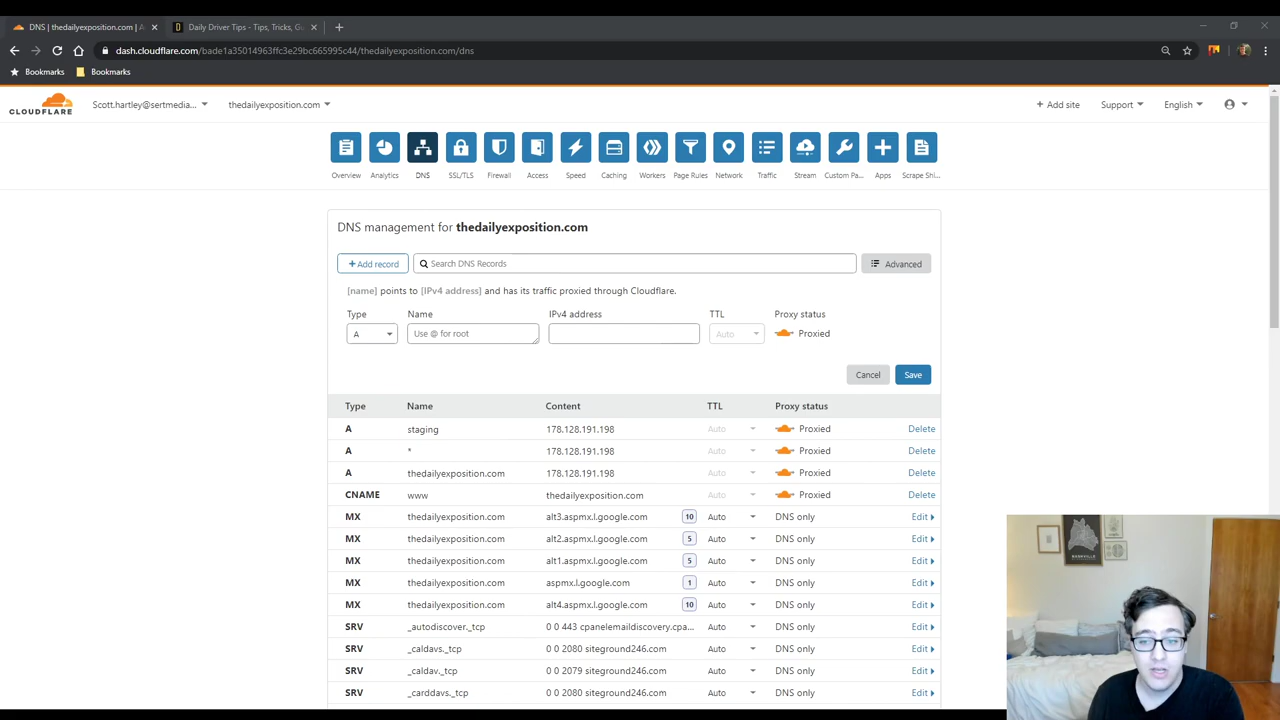 DNS | thedailyexposition.com | A
Daily Driver Tips - Tips, Tricks, Gu
dash.cloudflare.com/bade1a35014963ffc3e29bc665995c44/thedailyexposition.com/dns
Bookmarks Bookmarks
CLOUDFLARE
Scott.hartley@sertmedia... thedailyexposition.com
Add site Support English
Overview Analytics DNS SSL/TLS Firewall Access Speed Caching Workers Page Rules Network Traffic Stream Custom Pa... Apps Scrape Shi...
DNS management for thedailyexposition.com
+Add record Search DNS Records Advanced
[name] points to [IPv4 address] and has its traffic proxied through Cloudflare.
Type Name IPv4 address TTL Proxy status
A Use @ for root Auto Proxied
Cancel Save
Type Name Content TTL Proxy status
A staging 178.128.191.198 Auto Proxied Delete
A * 178.128.191.198 Auto Proxied Delete
A thedailyexposition.com 178.128.191.198 Auto Proxied Delete
CNAME www thedailyexposition.com Auto Proxied Delete
MX thedailyexposition.com alt3.aspmx.l.google.com 10 Auto DNS only Edit
MX thedailyexposition.com alt2.aspmx.l.google.com 5 Auto DNS only Edit
MX thedailyexposition.com alt1.aspmx.l.google.com 5 Auto DNS only Edit
MX thedailyexposition.com aspmx.l.google.com 1 Auto DNS only Edit
MX thedailyexposition.com alt4.aspmx.l.google.com 10 Auto DNS only Edit
SRV _autodiscover._tcp 0 0 443 cpanelemaildiscovery.cpa... Auto DNS only Edit
SRV _caldavs._tcp 0 0 2080 siteground246.com Auto DNS only Edit
SRV _caldav._tcp 0 0 2079 siteground246.com Auto DNS only Edit
SRV _carddavs._tcp 0 0 2080 siteground246.com Auto DNS only Edit